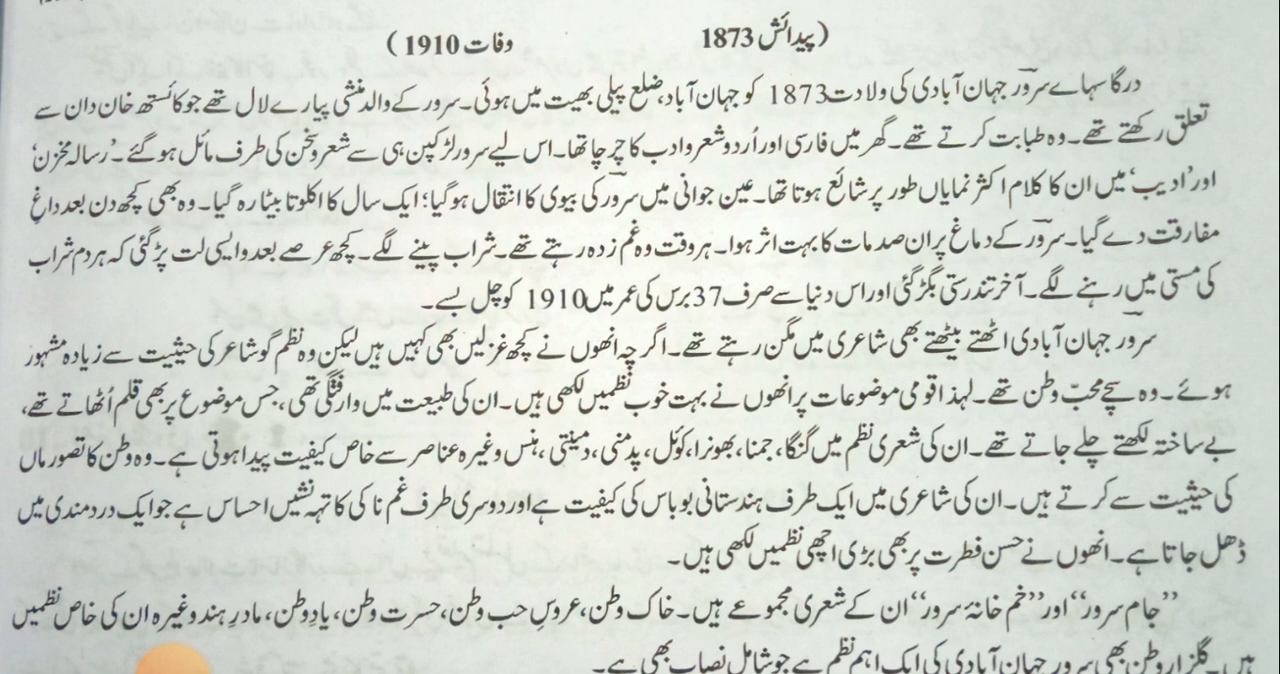 (پیدائش 1873 وفات 1910 )
درگا سہاے سرورؔ جہان آبادی کی ولادت 1873 کو جہان آباد، ضلع پیلی بھیت میں ہوئی۔ سرور کے والد منشی پیارے لال تھے جو کائستھ خان دان سے
تعلق رکھتے تھے۔ وہ طبابت کرتے تھے۔ گھر میں فارسی اور اُردو شعر و ادب کا چرچا تھا۔ اس لیے سرور لڑکپن ہی سے شعر و سخن کی طرف مائل ہو گئے۔ ’رسالہ مخزن‘
اور ’ادیب‘ میں ان کا کلام اکثر نمایاں طور پر شائع ہوتا تھا۔ عین جوانی میں سرورؔ کی بیوی کا انتقال ہو گیا؛ ایک سال کا اکلوتا بیٹا رہ گیا۔ وہ بھی کچھ دن بعد داغِ
مفارقت دے گیا۔ سرورؔ کے دماغ پر ان صدمات کا بہت اثر ہوا۔ ہر وقت وہ غم زدہ رہتے تھے۔ شراب پینے لگے۔ کچھ عرصے بعد وایسی لت پڑ گئی کہ ہر دم شراب
کی مستی میں رہنے لگے۔ آخر تندرستی بگڑ گئی اور اس دنیا سے صرف 37 برس کی عمر میں 1910 کو چل بسے۔
سرورؔ جہان آبادی اٹھتے بیٹھتے بھی شاعری میں مگن رہتے تھے۔ اگر چہ انھوں نے کچھ غزلیں بھی کہیں ہیں لیکن وہ نظم گو شاعر کی حیثیت سے زیادہ مشہور
ہوئے۔ وہ سچے محبّ وطن تھے۔ لہذا قومی موضوعات پر انھوں نے بہت خوب نظمیں لکھی ہیں۔ ان کی طبیعت میں وارفتگی تھی، جس موضوع پر بھی قلم اُٹھاتے تھے،
بے ساختہ لکھتے چلے جاتے تھے۔ ان کی شعری نظم میں گنگا، جمنا، بھونرا، کوئل، پدمنی، دمینتی، ہنس وغیرہ عناصر سے خاص کیفیت پیدا ہوتی ہے۔ وہ وطن کا تصور ماں
کی حیثیت سے کرتے ہیں۔ ان کی شاعری میں ایک طرف ہندستانی بوباس کی کیفیت ہے اور دوسری طرف غم ناکی کا تہہ نشیں احساس ہے جو ایک دردمندی میں
ڈھل جاتا ہے۔ انھوں نے حسن فطرت پر بھی بڑی اچھی نظمیں لکھی ہیں۔
”جام سرور“ اور ”خم خانۂ سرور“ ان کے شعری مجموعے ہیں۔ خاک وطن، عروسِ حب وطن، حسرت وطن، یادِ وطن، مادرِ ہند وغیرہ ان کی خاص نظمیں
ہیں۔ گلزار وطن بھی سرور جہان آبادی کی ایک اہم نظم ہے جو شامل نصاب بھی ہے۔